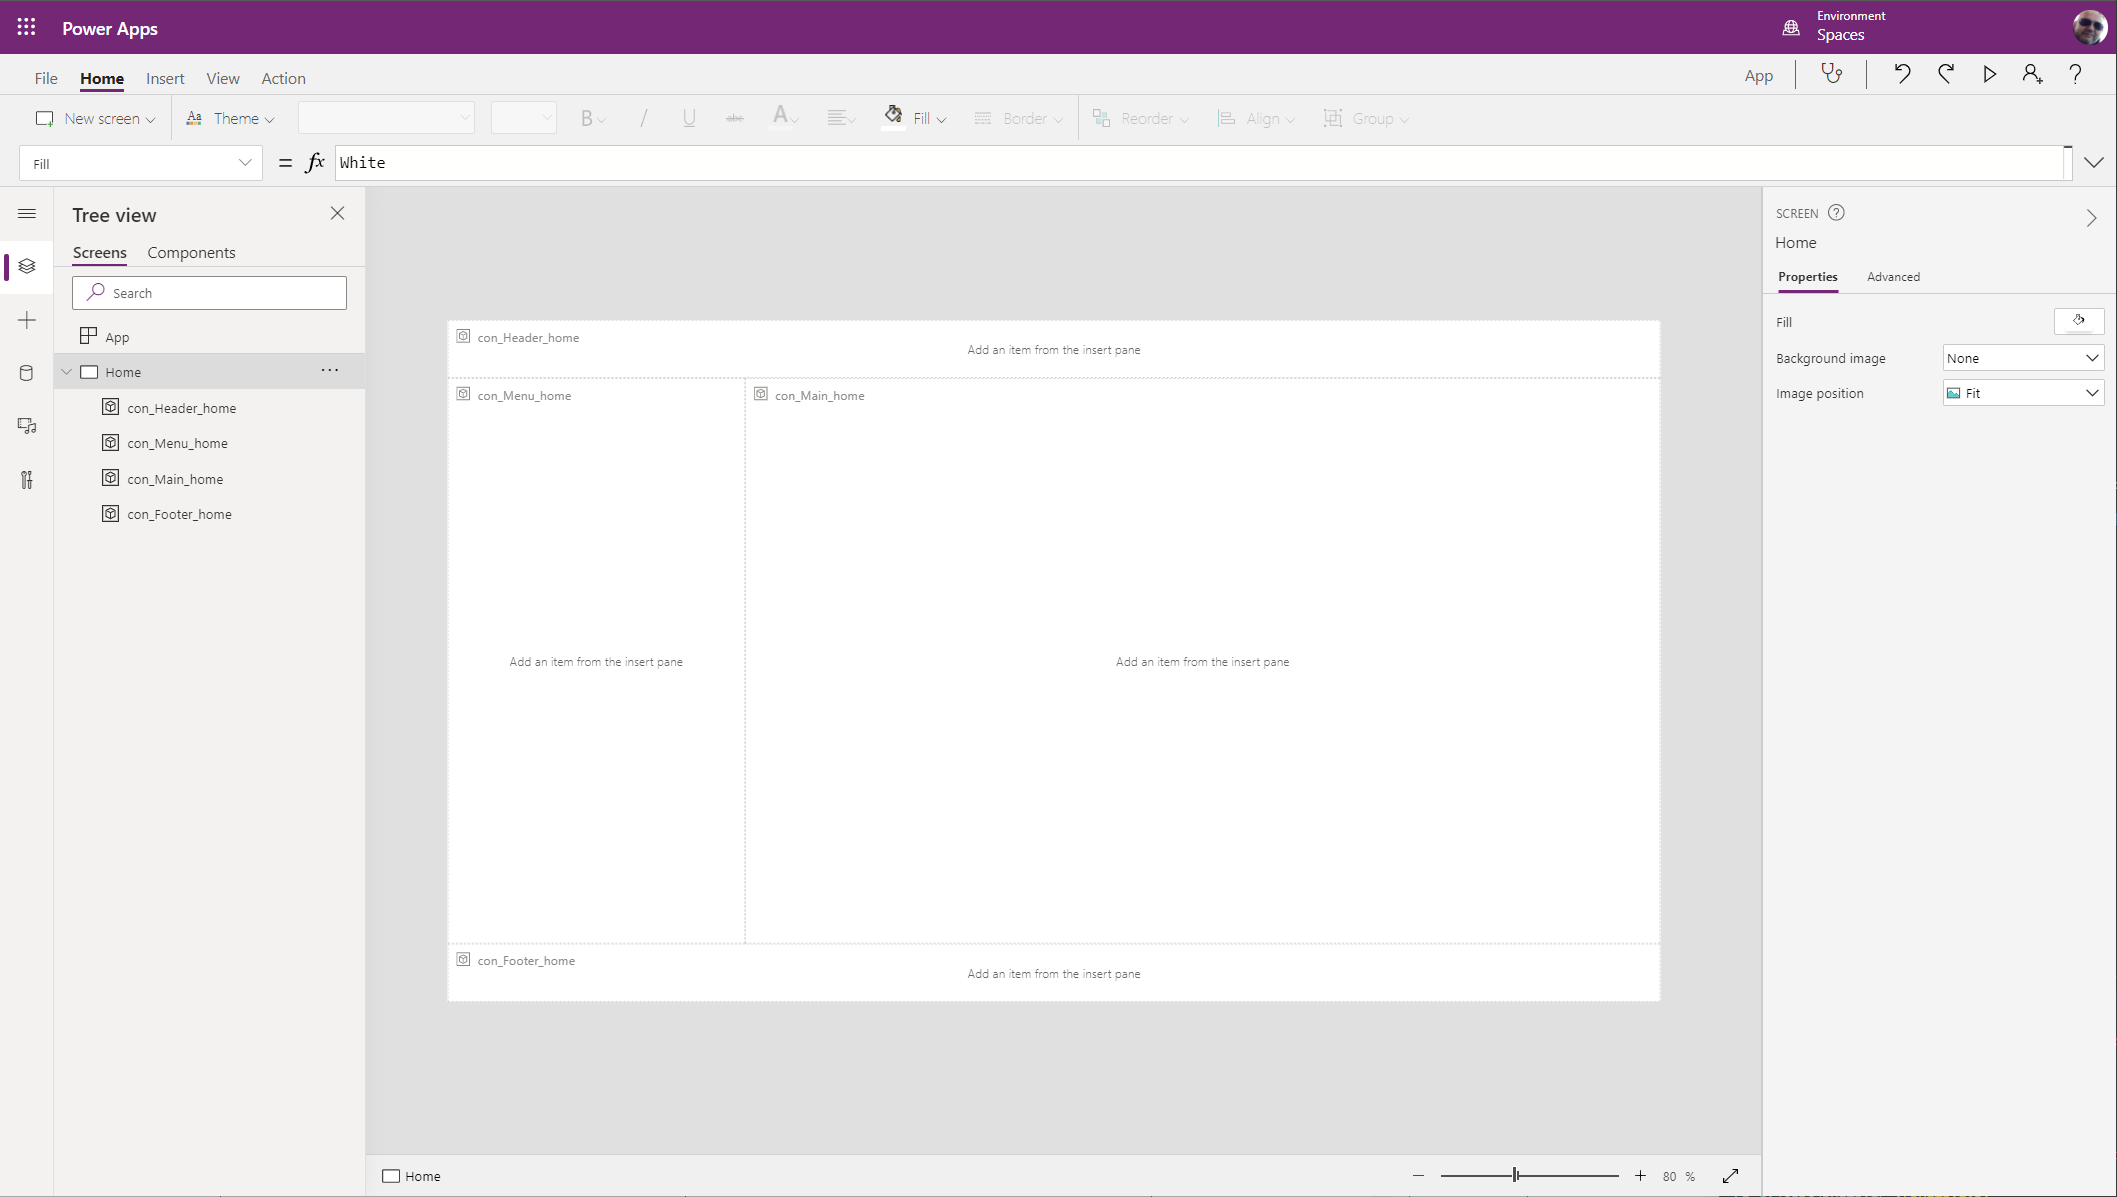 Power Apps
Environment
Spaces
File Home Insert View Action
App
New screen Aa Theme B / U abc A Fill Border Reorder Align Group
Fill = fx White
Tree view
Screens Components
Search
App
Home ...
con_Header_home
con_Menu_home
con_Main_home
con_Footer_home
con_Header_home
Add an item from the insert pane
con_Menu_home
con_Main_home
Add an item from the insert pane
Add an item from the insert pane
con_Footer_home
Add an item from the insert pane
SCREEN ?
Home
Properties Advanced
Fill
Background image None
Image position Fit
Home
80 %